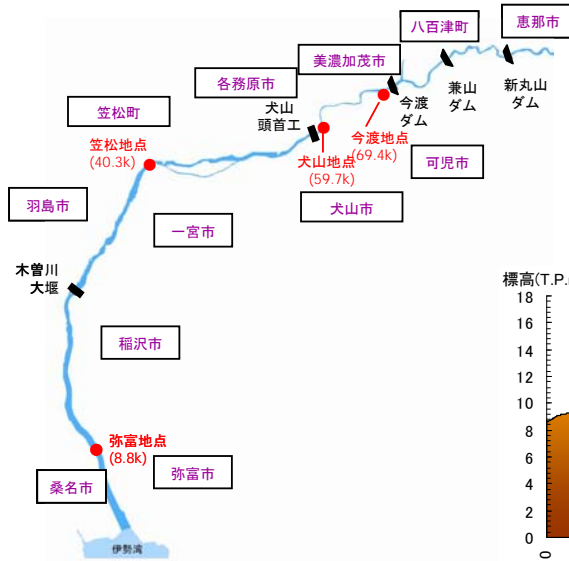 恵那市
八百津町
美濃加茂市
各務原市
犬山
頭首工
今渡
ダム
兼山
ダム
新丸山
ダム
笠松町
笠松地点
(40.3k)
犬山地点
(59.7k)
今渡地点
(69.4k)
可児市
犬山市
羽島市
一宮市
木曽川
大堰
稲沢市
弥富地点
(8.8k)
桑名市
弥富市
伊勢湾
標高(T.P.
18
16
14
12
10
8
6
4
2
0
0